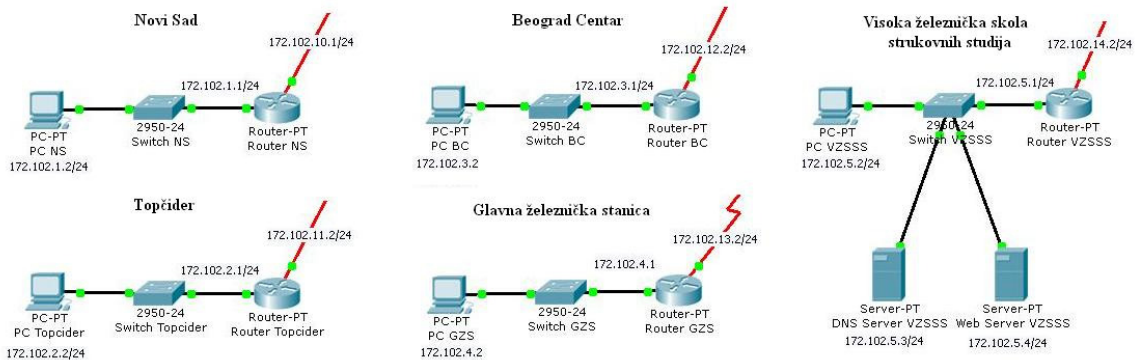 Novi Sad
172.102.10.1/24
172.102.1.1/24
PC-PT
PC NS
172.102.1.2/24
2950-24
Switch NS
Router-PT
Router NS
Beograd Centar
172.102.12.2/24
172.102.3.1/24
PC-PT
PC BC
172.102.3.2
2950-24
Switch BC
Router-PT
Router BC
Visoka železnička skola
strukovnih studija
172.102.14.2/24
172.102.5.1/24
PC-PT
PC VZSSS
172.102.5.2/24
2950-24
Switch VZSSS
Router-PT
Router VZSSS
Server-PT
DNS Server VZSSS
172.102.5.3/24
Server-PT
Web Server VZSSS
172.102.5.4/24
Topčider
172.102.11.2/24
172.102.2.1/24
PC-PT
PC Topcider
172.102.2.2/24
2950-24
Switch Topcider
Router-PT
Router Topcider
Glavna železnička stanica
172.102.13.2/24
172.102.4.1
PC-PT
PC GZS
172.102.4.2
2950-24
Switch GZS
Router-PT
Router GZS